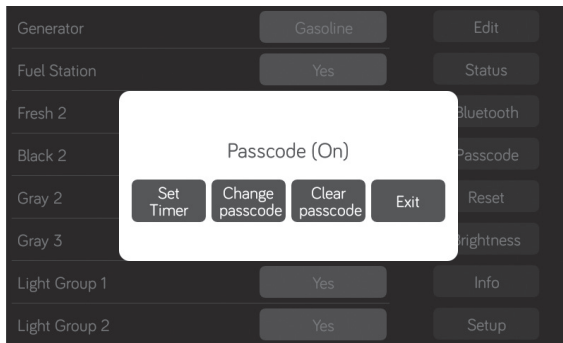 Generator Gasoline Edit
Fuel Station Yes Status
Fresh 2 Bluetooth
Black 2 Passcode
Passcode (On)
Set Timer Change passcode Clear passcode Exit
Gray 2 Reset
Gray 3 Brightness
Light Group 1 Yes Info
Light Group 2 Yes Setup